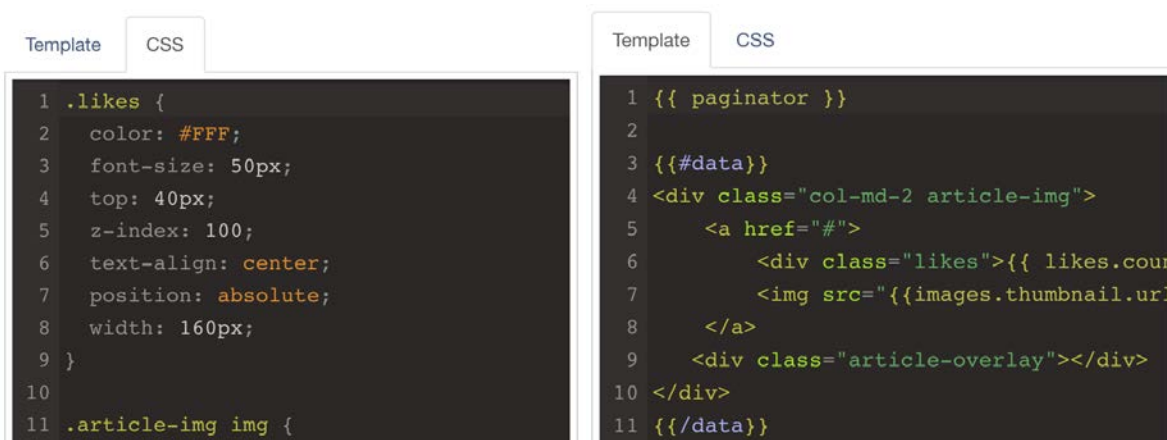 Template CSS
1 .likes {
2 color: #FFF;
3 font-size: 50px;
4 top: 40px;
5 z-index: 100;
6 text-align: center;
7 position: absolute;
8 width: 160px;
9 }
10
11 .article-img img {
Template CSS
1 {{ paginator }}
2
3 {{#data}}
4 <div class="col-md-2 article-img">
5 <a href="#">
6 <div class="likes">{{ likes.coun
7 <img src="{{images.thumbnail.url
8 </a>
9 <div class="article-overlay"></div>
10 </div>
11 {{/data}}